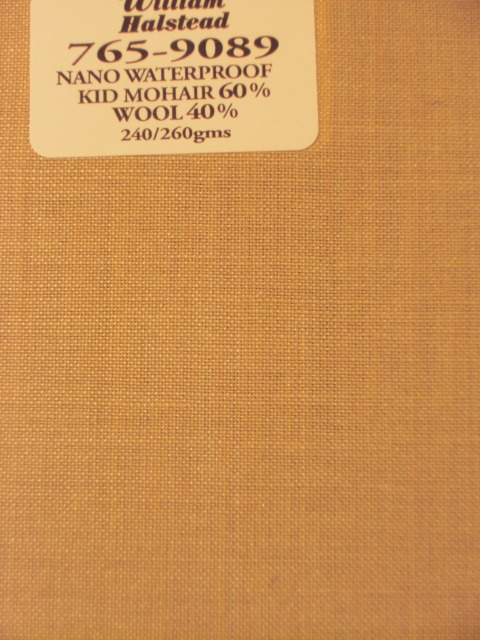 William
Halstead
765-9089
NANO WATERPROOF
KID MOHAIR 60%
WOOL 40%
240/260gms